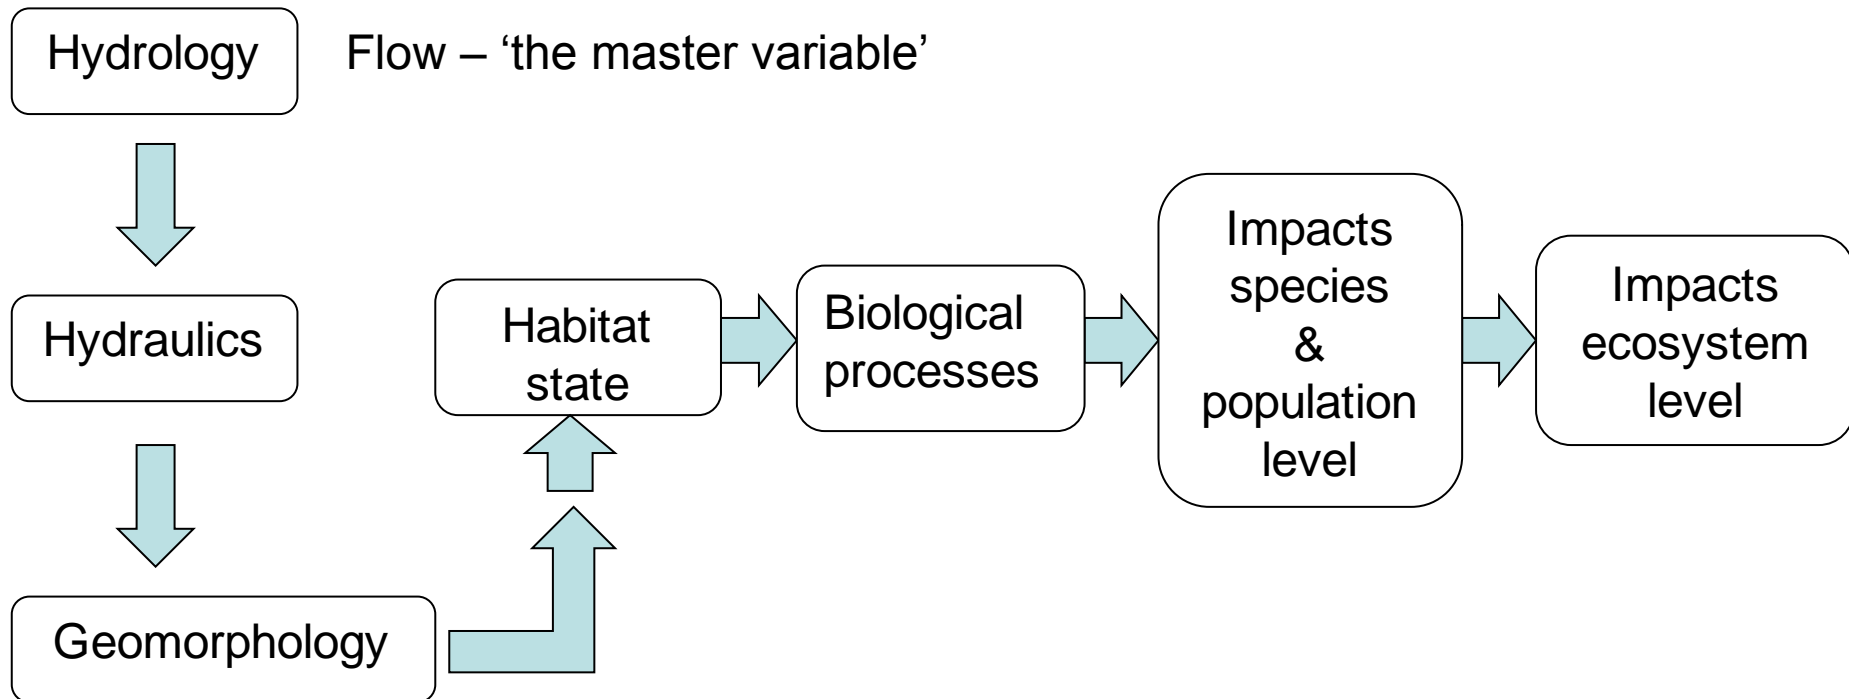 Hydrology
Flow – ‘the master variable’
Hydraulics
Geomorphology
Habitat
state
Biological
processes
Impacts
species
&
population
level
Impacts
ecosystem
level